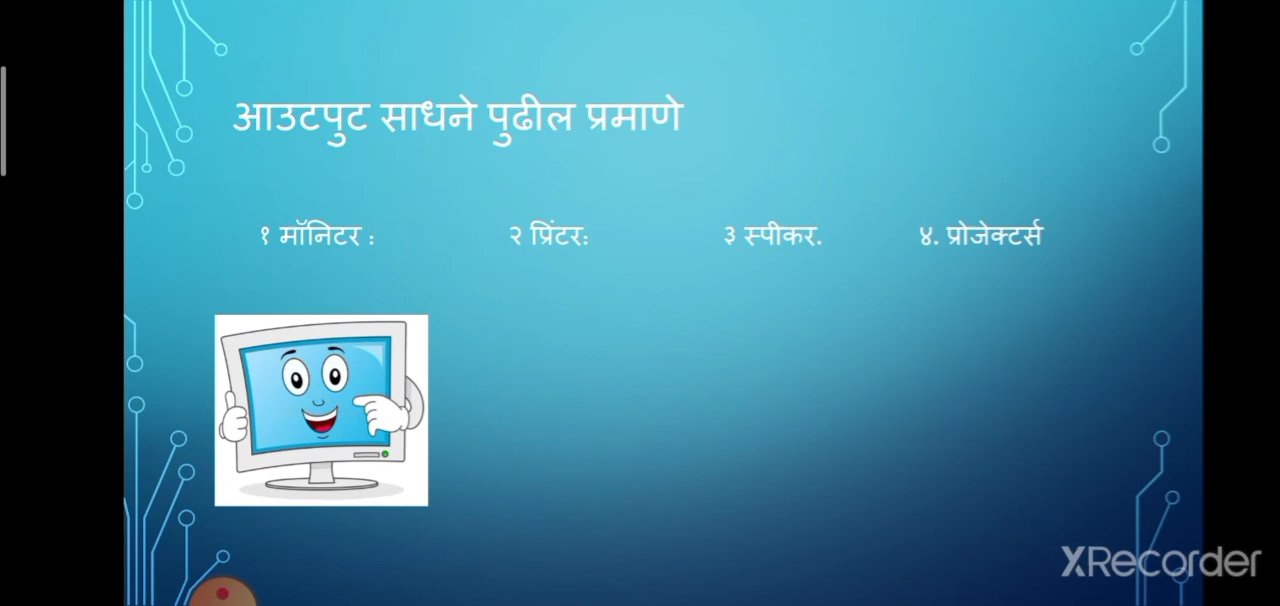 आउटपुट साधने पुढील प्रमाणे
१ मॉनिटर : २ प्रिंटर: ३ स्पीकर. ४. प्रोजेक्टर्स
XRecorder